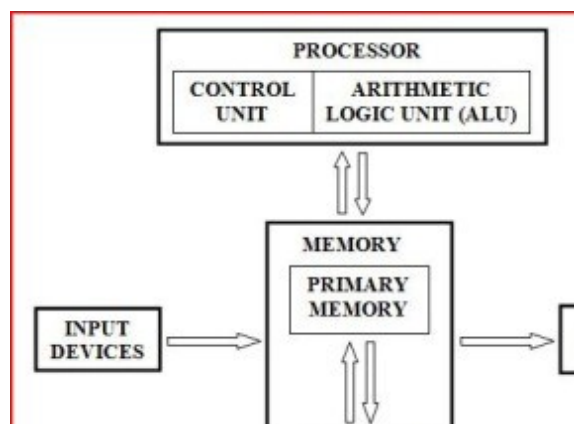 PROCESSOR
CONTROL
UNIT
ARITHMETIC
LOGIC UNIT (ALU)
MEMORY
PRIMARY
MEMORY
INPUT
DEVICES